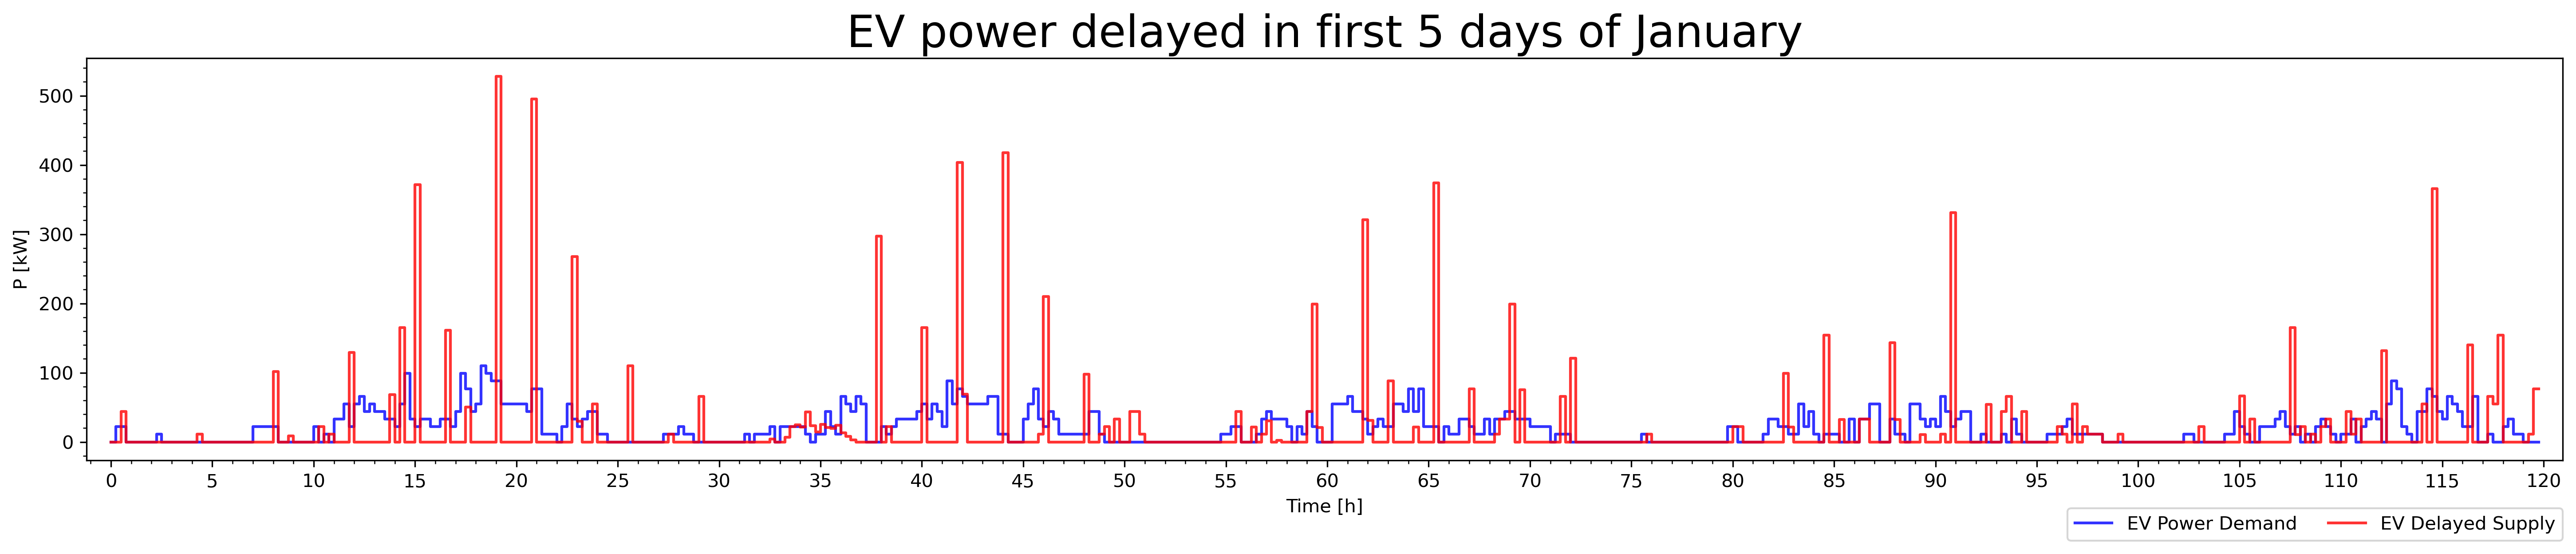 EV power delayed in first 5 days of January
500
400
300
200
100
0
P [kW]
0 5 10 15 20 25 30 35 40 45 50 55 60 65 70 75 80 85 90 95 100 105 110 115 120
Time [h]
EV Power Demand EV Delayed Supply